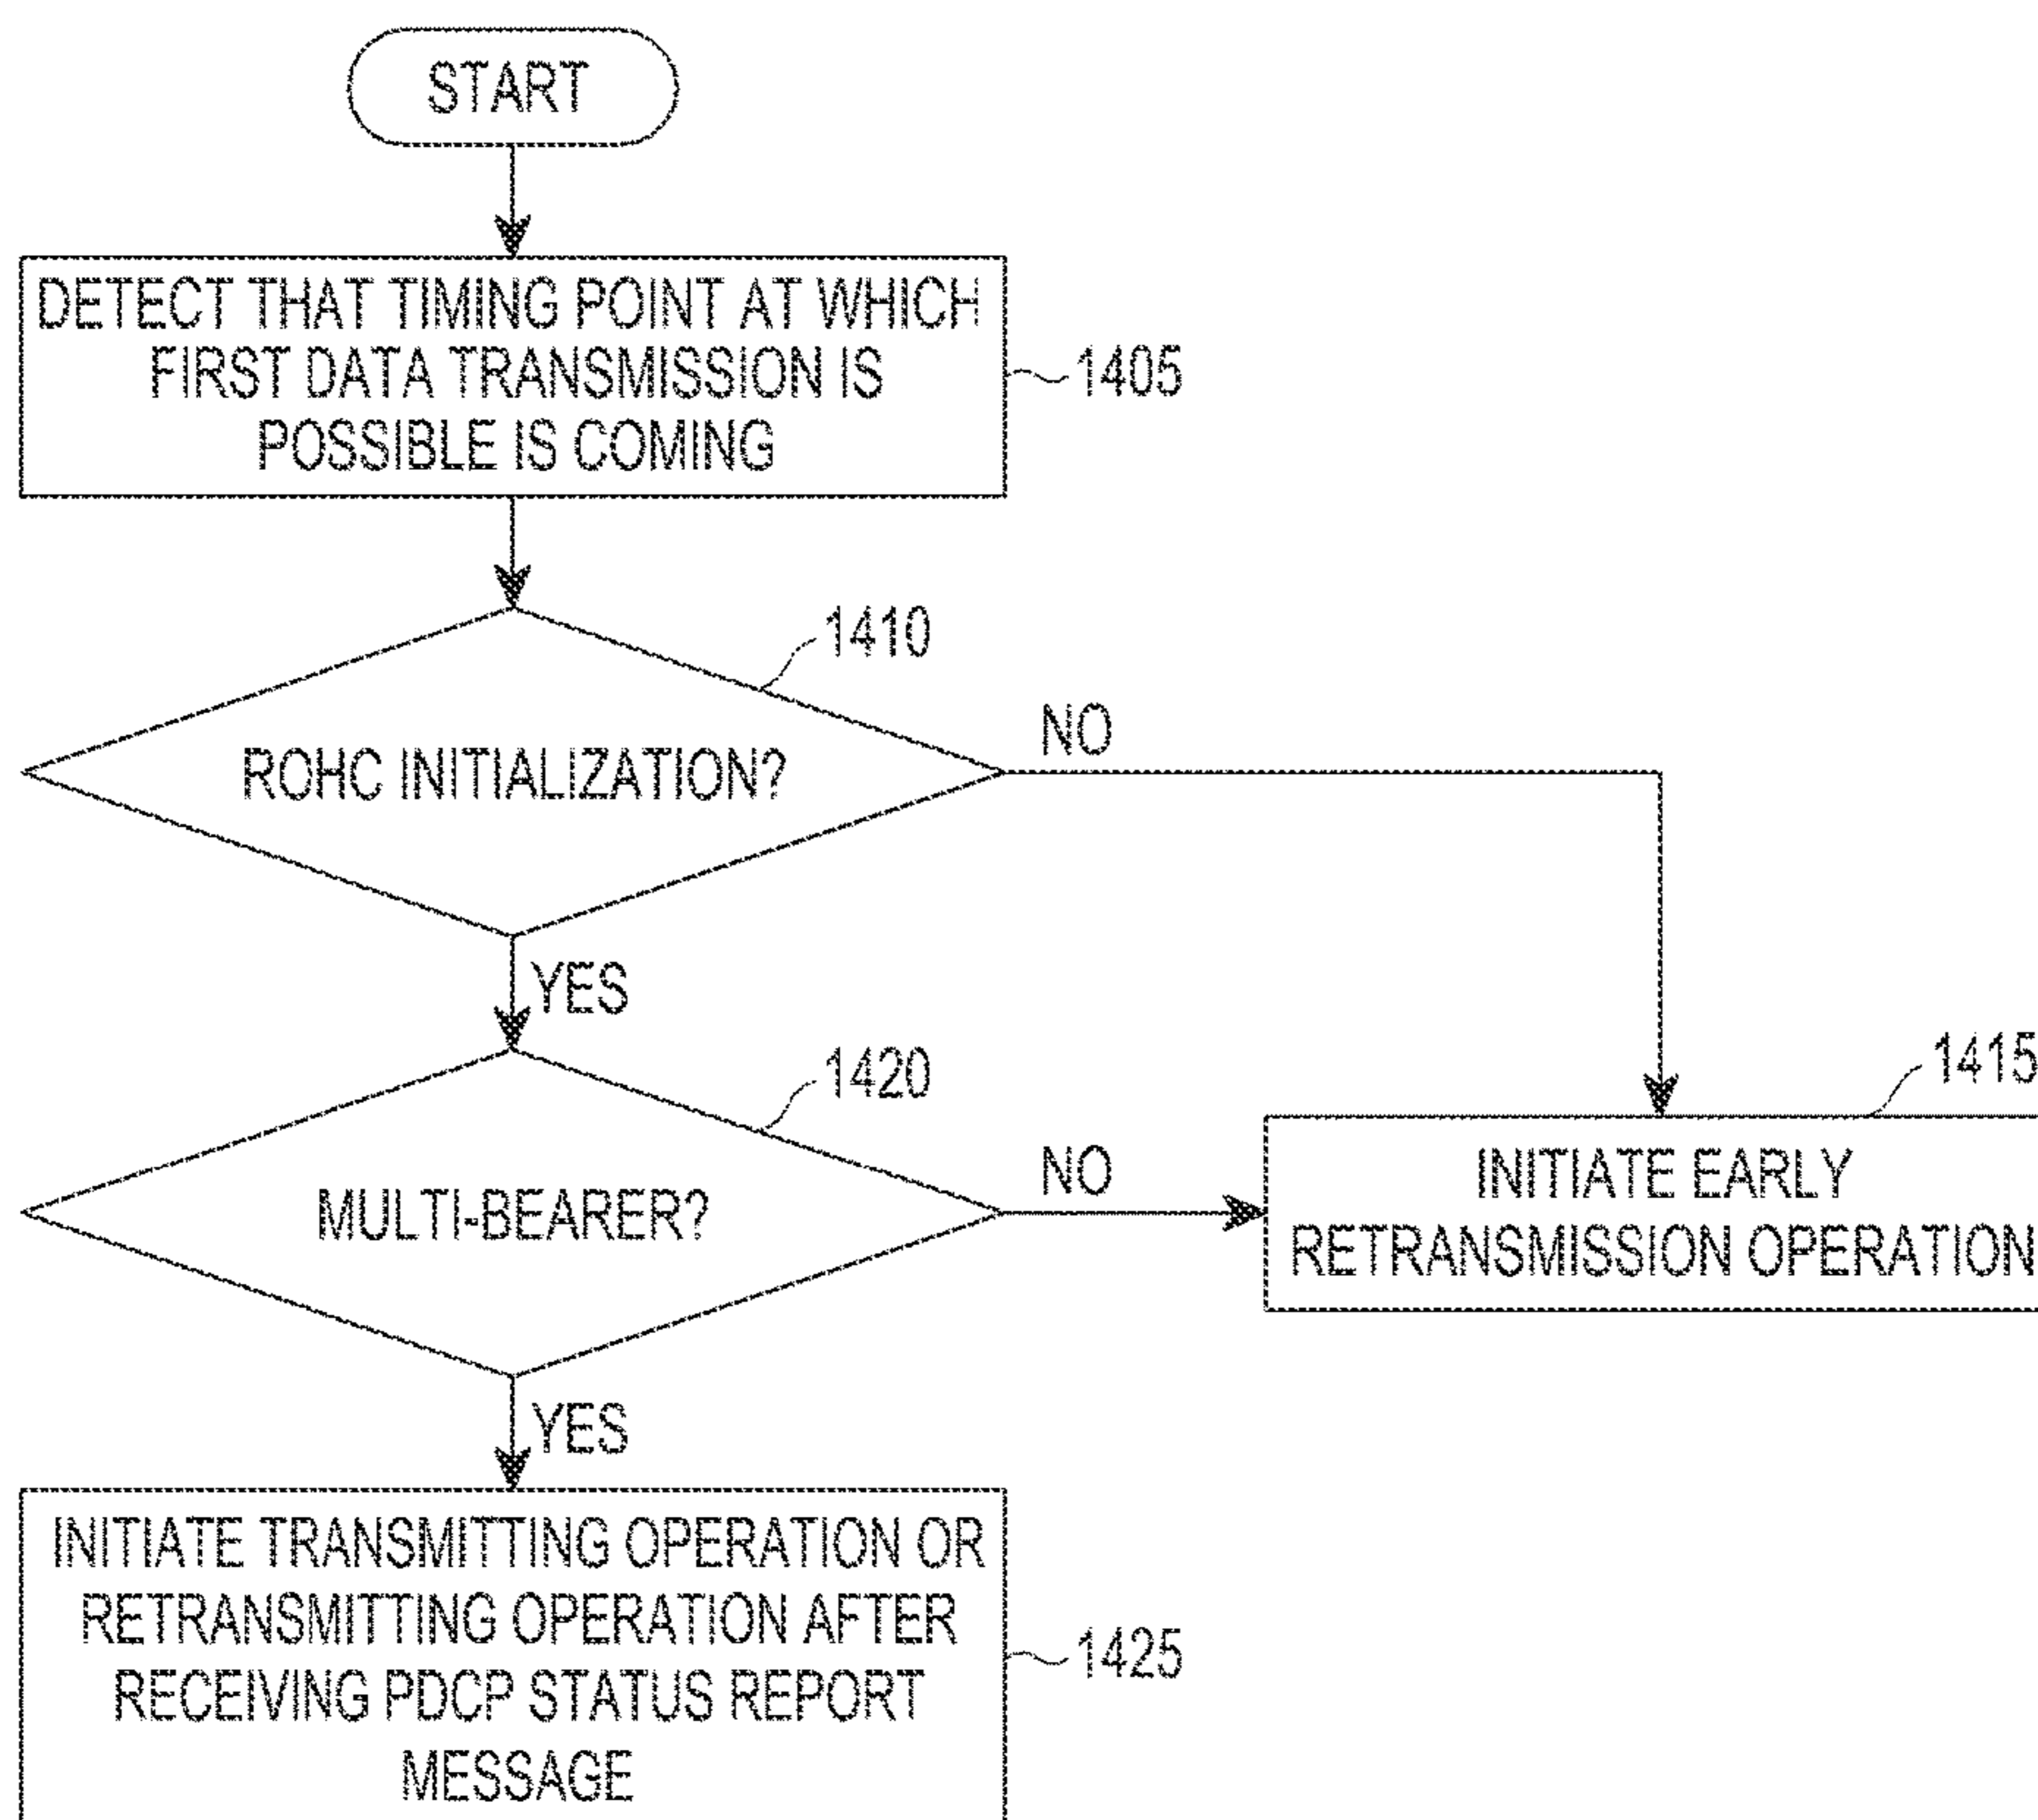 START
DETECT THAT TIMING POINT AT WHICH
FIRST DATA TRANSMISSION IS
POSSIBLE IS COMING
1405
1410
ROHC INITIALIZATION?
NO
YES
1420
MULTI-BEARER?
NO
1415
INITIATE EARLY
RETRANSMISSION OPERATION
YES
INITIATE TRANSMITTING OPERATION OR
RETRANSMITTING OPERATION AFTER
RECEIVING PDCP STATUS REPORT
MESSAGE
1425